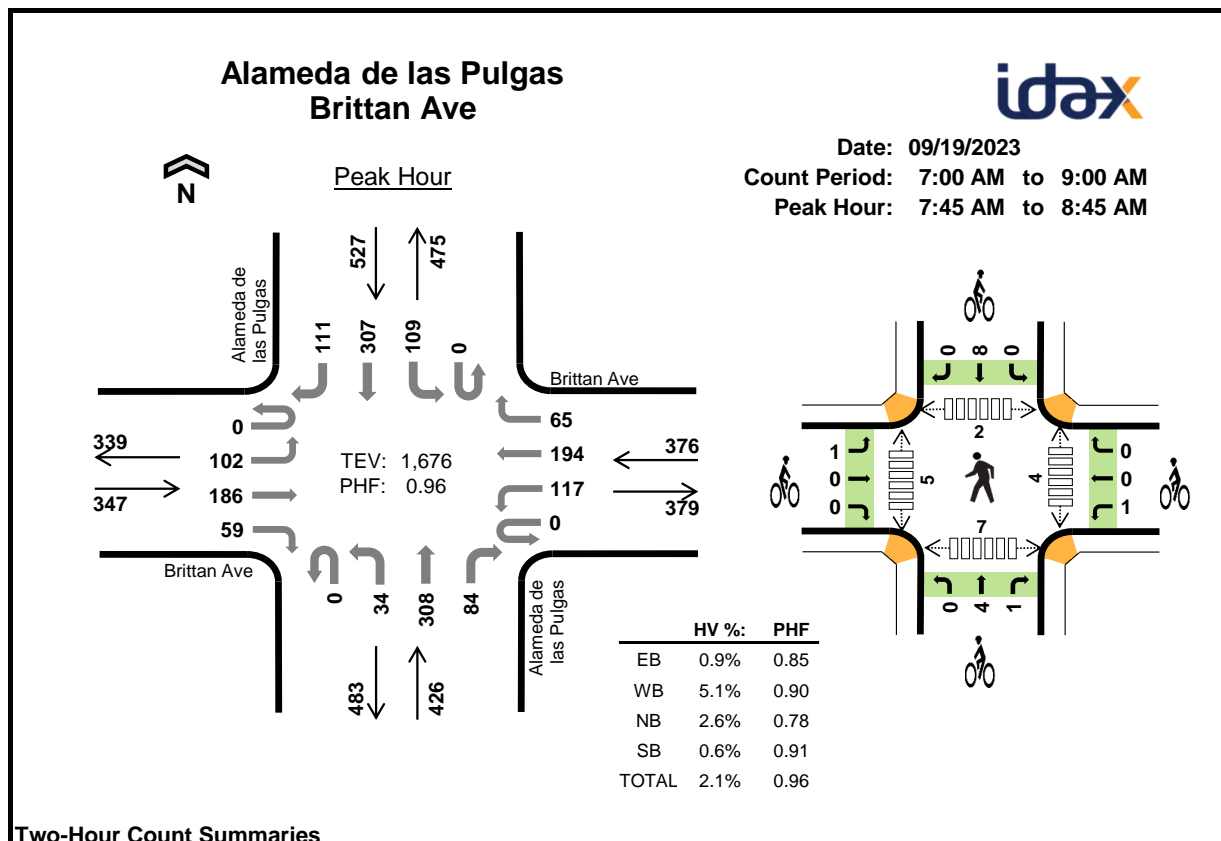 Alameda de las Pulgas
Brittan Ave
idax
Date: 09/19/2023
Count Period: 7:00 AM to 9:00 AM
Peak Hour: 7:45 AM to 8:45 AM
N
Peak Hour
527
475
Alameda de
las Pulgas
111
307
109
0
Brittan Ave
0
102
186
59
339
347
TEV: 1,676
PHF: 0.96
65
194
117
0
376
379
Brittan Ave
0
34
308
84
Alameda de
las Pulgas
483
426
0
8
0
2
1
0
0
5
4
0
0
1
7
0
4
1
HV %: PHF
EB 0.9% 0.85
WB 5.1% 0.90
NB 2.6% 0.78
SB 0.6% 0.91
TOTAL 2.1% 0.96
Two-Hour Count Summaries